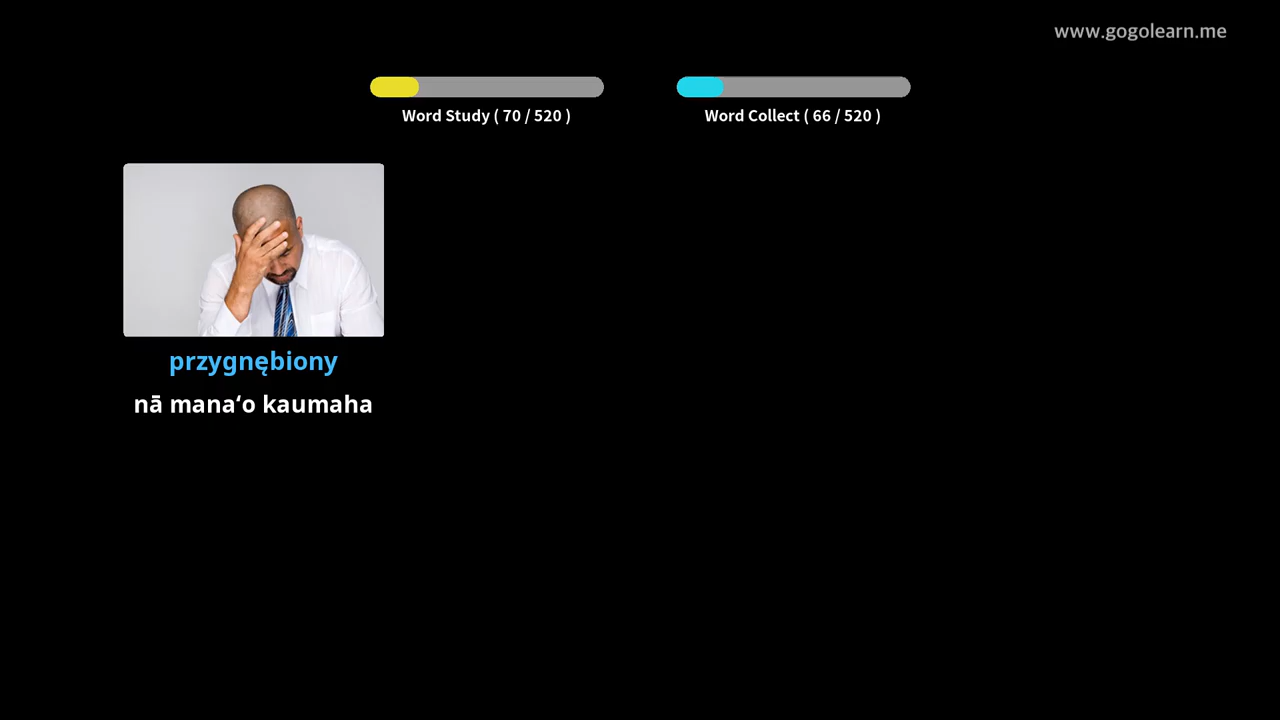 www.gogolearn.me
Word Study ( 70 / 520 )
Word Collect ( 66 / 520 )
przygnębiony
nā manaʻo kaumaha